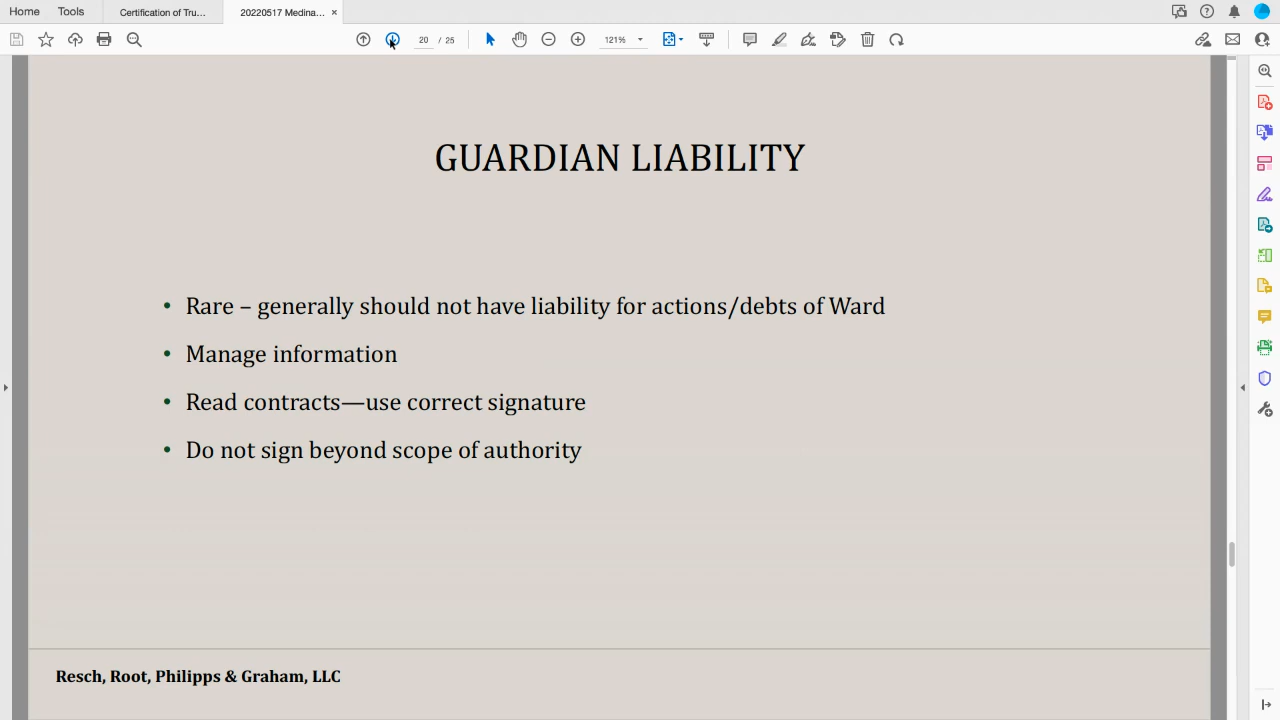 Home Tools Certification of Tru... 20220517 Medina... ×
20 / 25 121%
GUARDIAN LIABILITY
• Rare – generally should not have liability for actions/debts of Ward
• Manage information
• Read contracts—use correct signature
• Do not sign beyond scope of authority
Resch, Root, Philipps & Graham, LLC